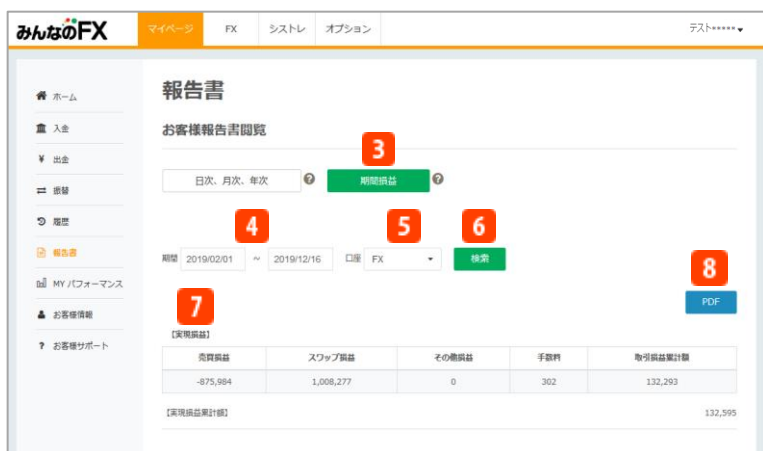 みんなのFX
マイページ FX シストレ オプション テスト*****
ホーム
入金
出金
振替
履歴
報告書
MY パフォーマンス
お客様情報
お客様サポート
報告書
お客様報告書閲覧
3
日次、月次、年次 ? 期間損益 ?
4 5 6
期間 2019/02/01 ~ 2019/12/16 口座 FX 検索
8
PDF
7
【実現損益】
売買損益 スワップ損益 その他損益 手数料 取引損益累計額
-875,984 1,008,277 0 302 132,293
【実現損益累計額】 132,595